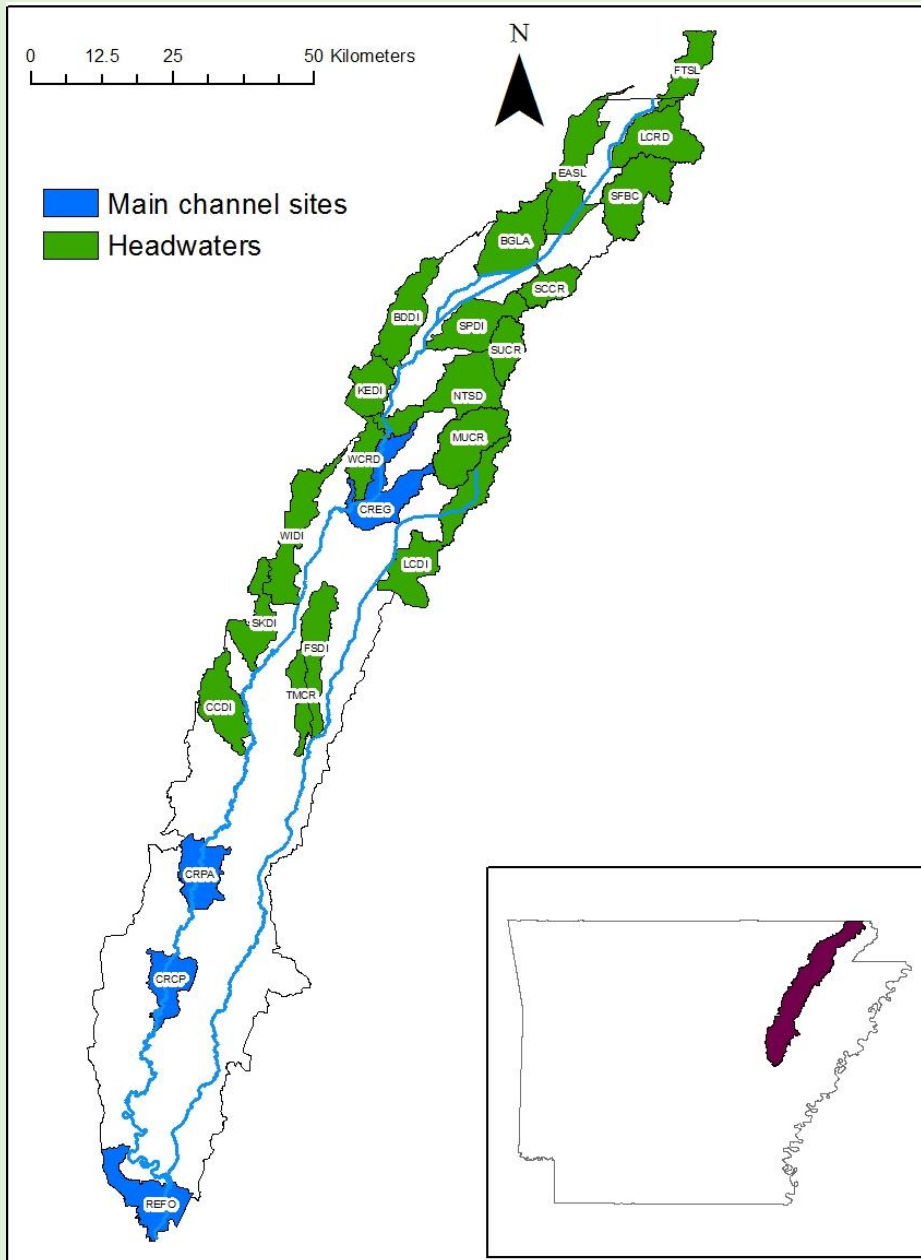 0 12.5 25 50 Kilometers
N
Main channel sites
Headwaters
FTSL
LCRD
EASL
SFBC
BGLA
SCCR
BDDI
SPDI
SUCR
KEDI
NTSD
MUCR
WCRD
CREG
WIDI
LCDI
SKDI
FSDI
TMCR
CCDI
CRPA
CRCP
REFO